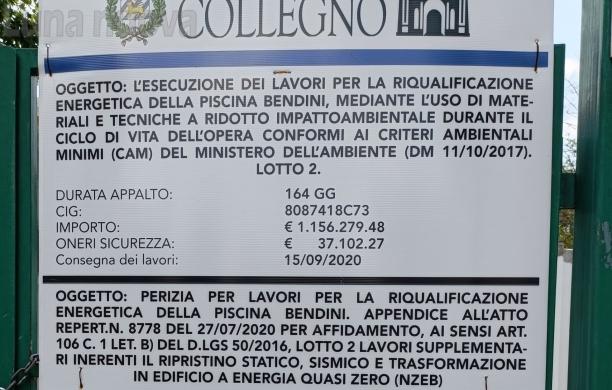 Luna nuova
COLLEGNO
OGGETTO: L'ESECUZIONE DEI LAVORI PER LA RIQUALIFICAZIONE
ENERGETICA DELLA PISCINA BENDINI, MEDIANTE L'USO DI MATE-
RIALI E TECNICHE A RIDOTTO IMPATTOAMBIENTALE DURANTE IL
CICLO DI VITA DELL'OPERA CONFORMI AI CRITERI AMBIENTALI
MINIMI (CAM) DEL MINISTERO DELL'AMBIENTE (DM 11/10/2017).
LOTTO 2.
DURATA APPALTO: 164 GG
CIG: 8087418C73
IMPORTO: € 1.156.279.48
ONERI SICUREZZA: € 37.102.27
Consegna dei lavori: 15/09/2020
OGGETTO: PERIZIA PER LAVORI PER LA RIQUALIFICAZIONE
ENERGETICA DELLA PISCINA BENDINI. APPENDICE ALL'ATTO
REPERT.N. 8778 DEL 27/07/2020 PER AFFIDAMENTO, AI SENSI ART.
106 C. 1 LET. B) DEL D.LGS 50/2016, LOTTO 2 LAVORI SUPPLEMENTA-
RI INERENTI IL RIPRISTINO STATICO, SISMICO E TRASFORMAZIONE
IN EDIFICIO A ENERGIA QUASI ZERO (NZEB)